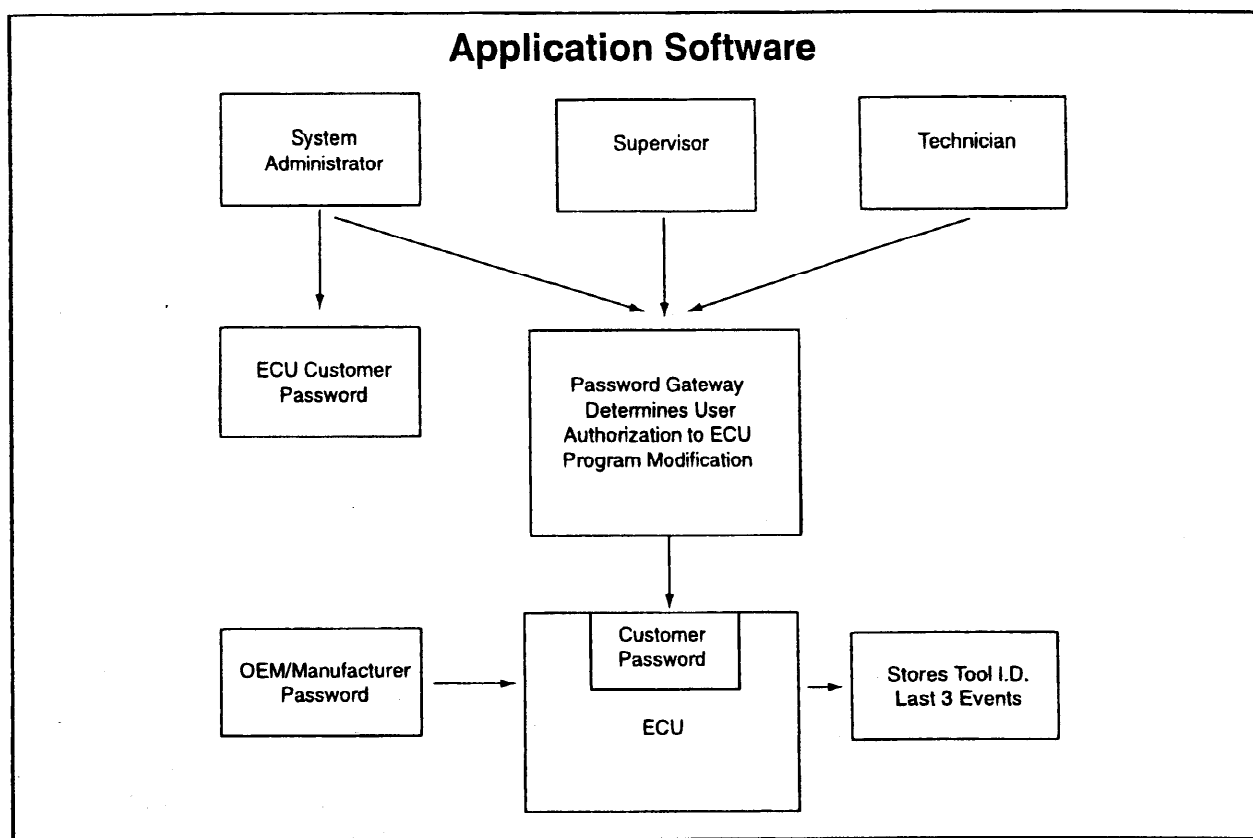 Application Software
System
Administrator
Supervisor
Technician
ECU Customer
Password
Password Gateway
Determines User
Authorization to ECU
Program Modification
OEM/Manufacturer
Password
Customer
Password
ECU
Stores Tool I.D.
Last 3 Events